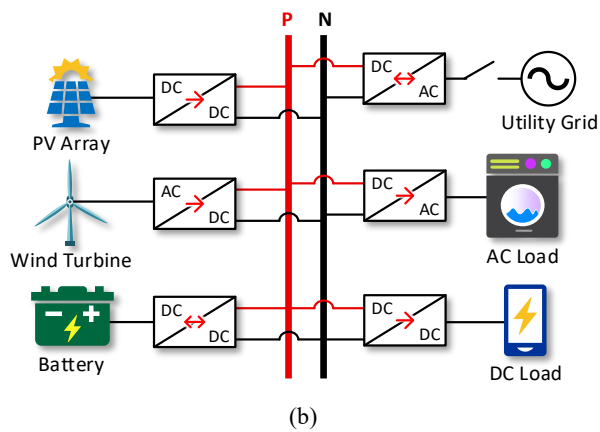 P N
DC DC
PV Array
DC AC
Utility Grid
AC DC
Wind Turbine
DC AC
AC Load
DC DC
Battery
DC DC
DC Load
(b)